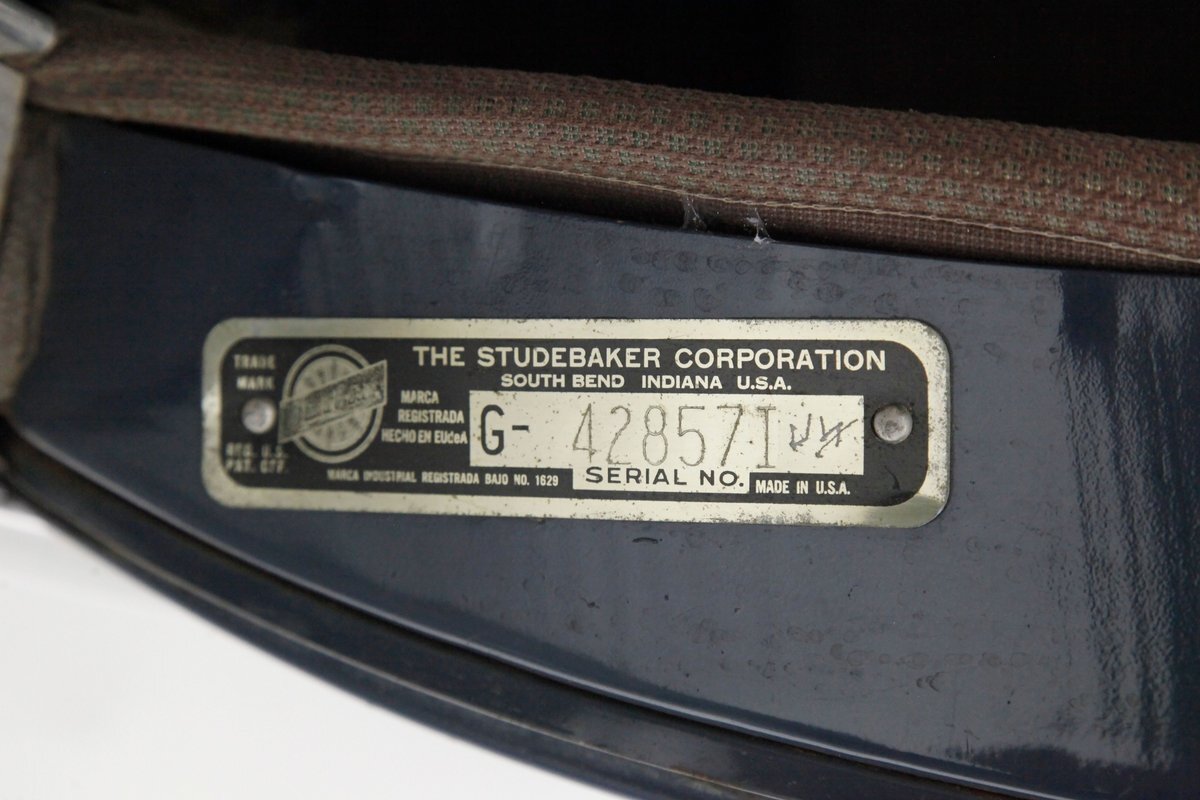 THE STUDEBAKER CORPORATION
SOUTH BEND INDIANA U.S.A.
TRADE
MARK
REG. U.S.
PAT. OFF.
MARCA
REGISTRADA
HECHO EN EUdeA
G- 428571
SERIAL NO.
MARCA INDUSTRIAL REGISTRADA BAJO NO. 1629
MADE IN U.S.A.